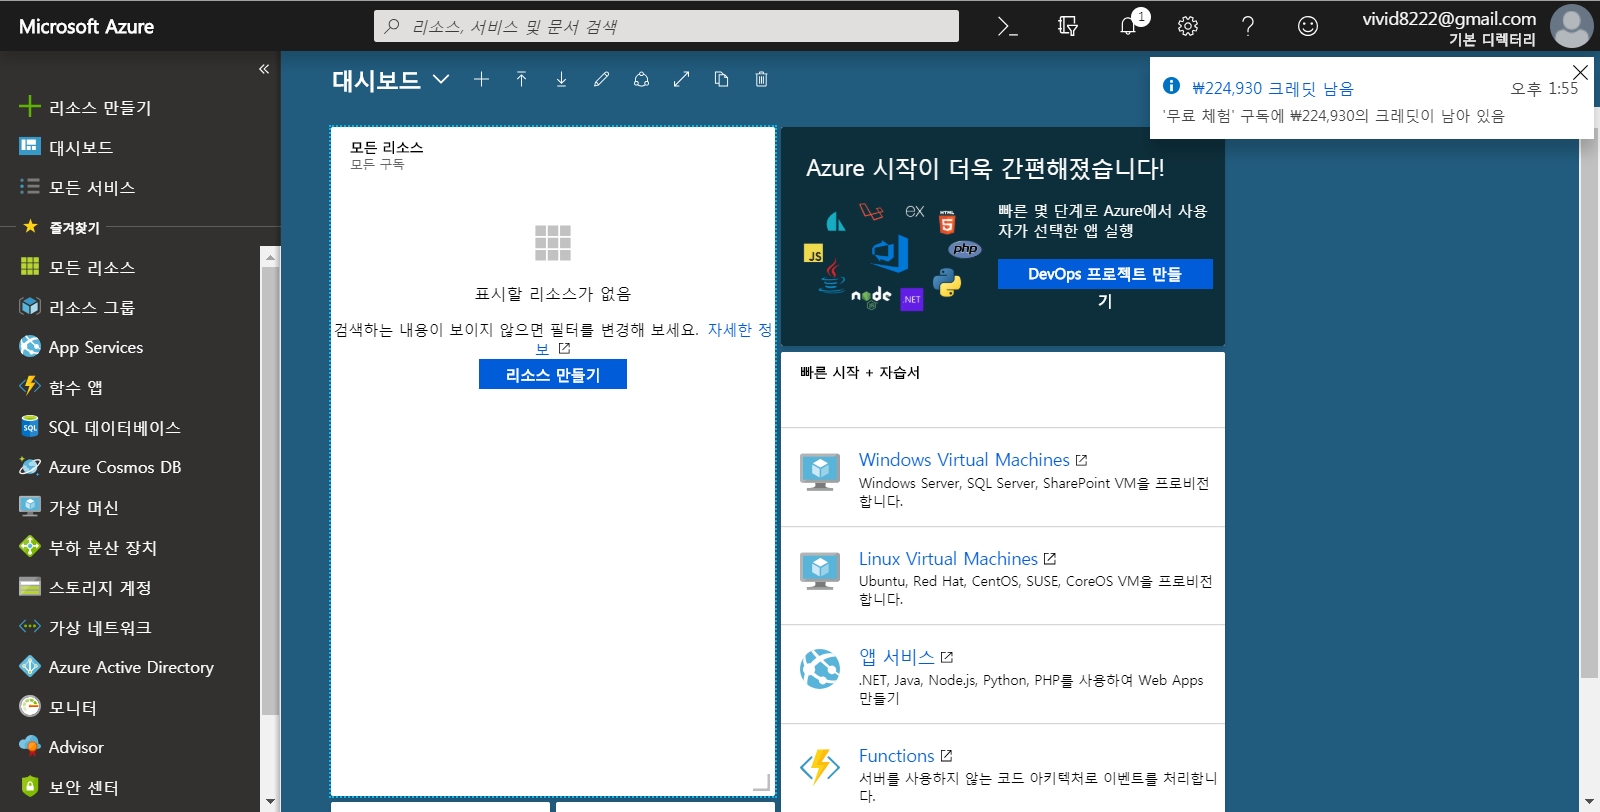 Microsoft Azure
리소스, 서비스 및 문서 검색
1
vivid8222@gmail.com
기본 디렉터리
₩224,930 크레딧 남음
오후 1:55
'무료 체험' 구독에 ₩224,930의 크레딧이 남아 있음
리소스 만들기
대시보드
모든 서비스
즐겨찾기
모든 리소스
리소스 그룹
App Services
함수 앱
SQL 데이터베이스
Azure Cosmos DB
가상 머신
부하 분산 장치
스토리지 계정
가상 네트워크
Azure Active Directory
모니터
Advisor
보안 센터
대시보드
모든 리소스
모든 구독
표시할 리소스가 없음
검색하는 내용이 보이지 않으면 필터를 변경해 보세요. 자세한 정
보
리소스 만들기
Azure 시작이 더욱 간편해졌습니다!
빠른 몇 단계로 Azure에서 사용
자가 선택한 앱 실행
DevOps 프로젝트 만들
기
ex
HTML
5
JS
php
node
JS
.NET
빠른 시작 + 자습서
Windows Virtual Machines
Windows Server, SQL Server, SharePoint VM을 프로비전
합니다.
Linux Virtual Machines
Ubuntu, Red Hat, CentOS, SUSE, CoreOS VM을 프로비전
합니다.
앱 서비스
.NET, Java, Node.js, Python, PHP를 사용하여 Web Apps
만들기
Functions
서버를 사용하지 않는 코드 아키텍처로 이벤트를 처리합니
다.